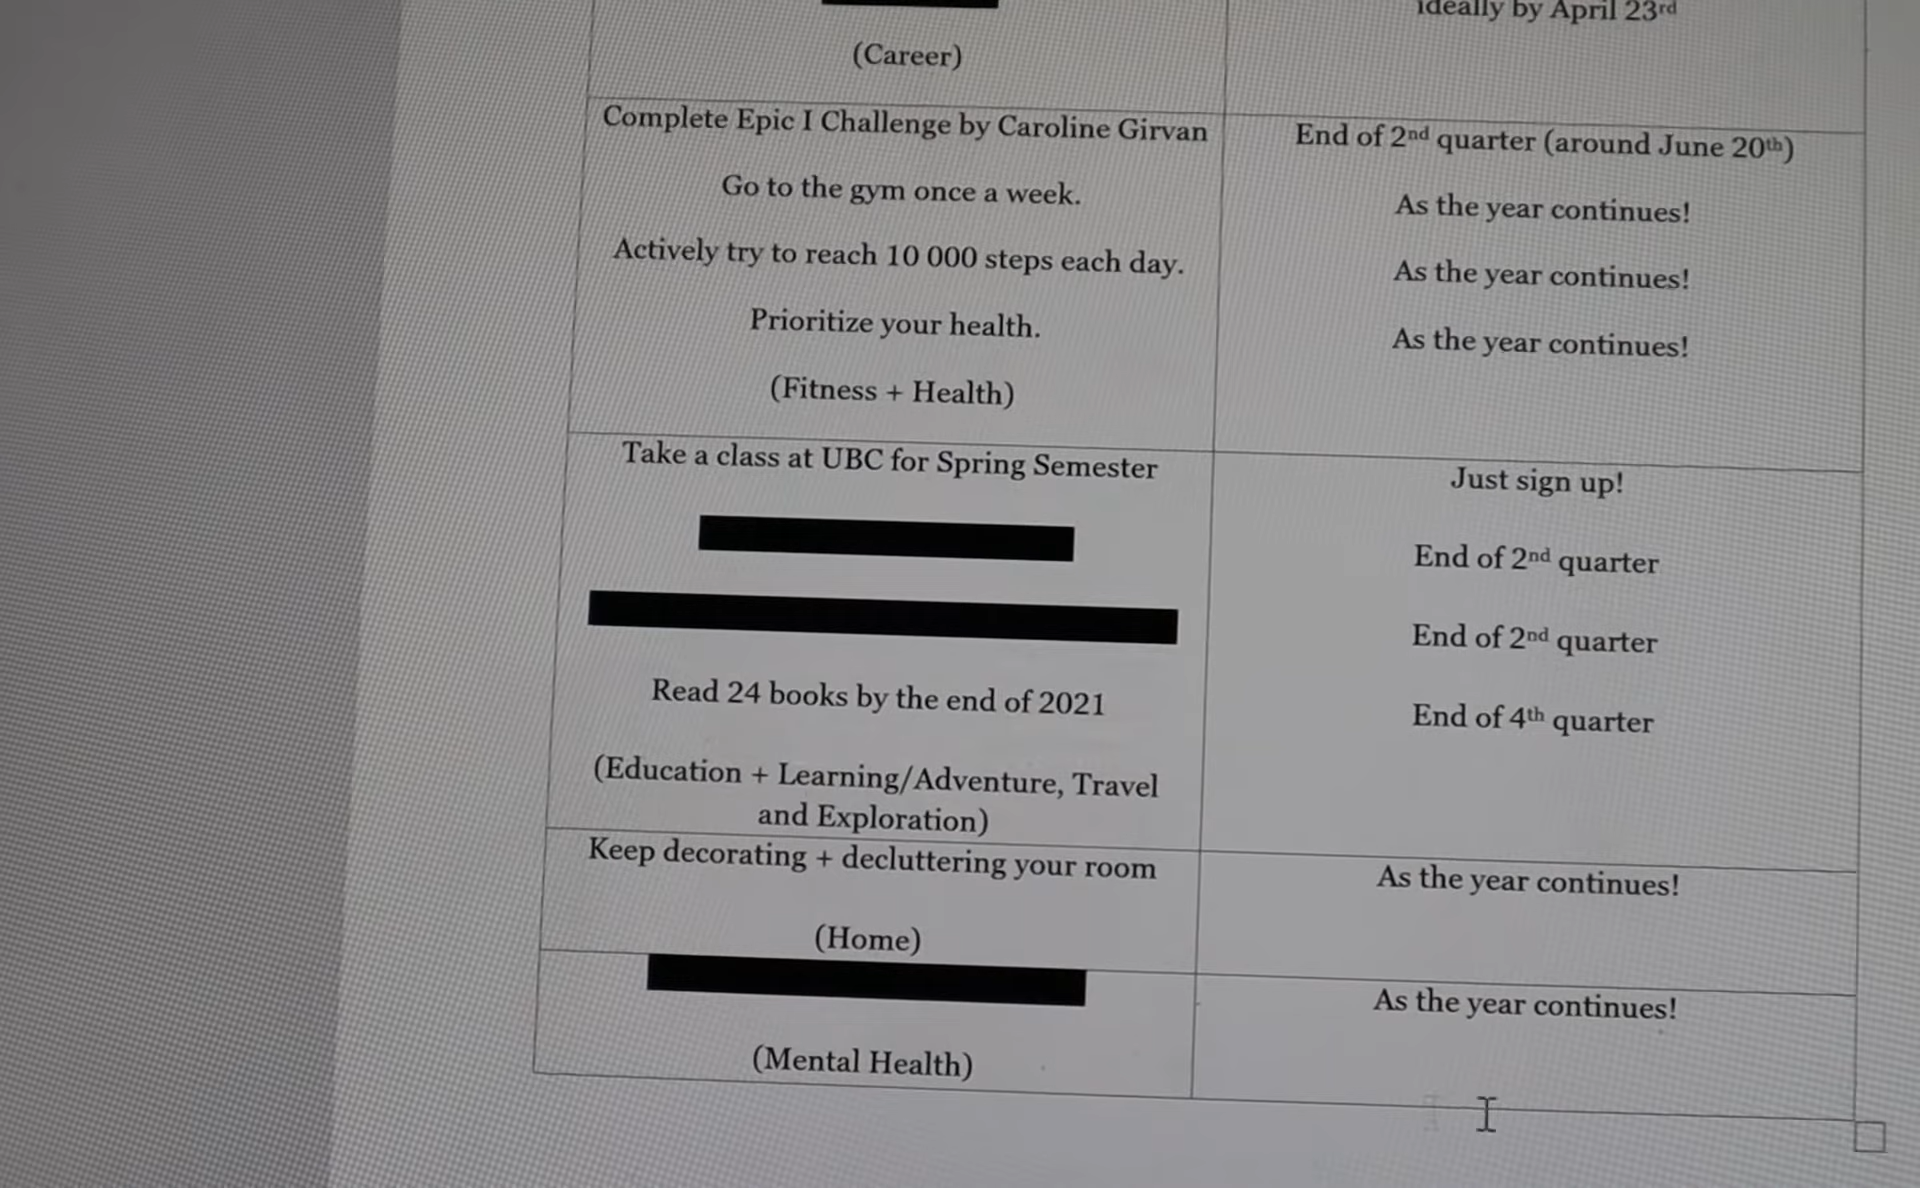 ideally by April 23rd
(Career)
Complete Epic I Challenge by Caroline Girvan
End of 2nd quarter (around June 20th)
Go to the gym once a week.
As the year continues!
Actively try to reach 10 000 steps each day.
As the year continues!
Prioritize your health.
As the year continues!
(Fitness + Health)
Take a class at UBC for Spring Semester
Just sign up!
End of 2nd quarter
End of 2nd quarter
Read 24 books by the end of 2021
End of 4th quarter
(Education + Learning/Adventure, Travel
and Exploration)
Keep decorating + decluttering your room
As the year continues!
(Home)
As the year continues!
(Mental Health)